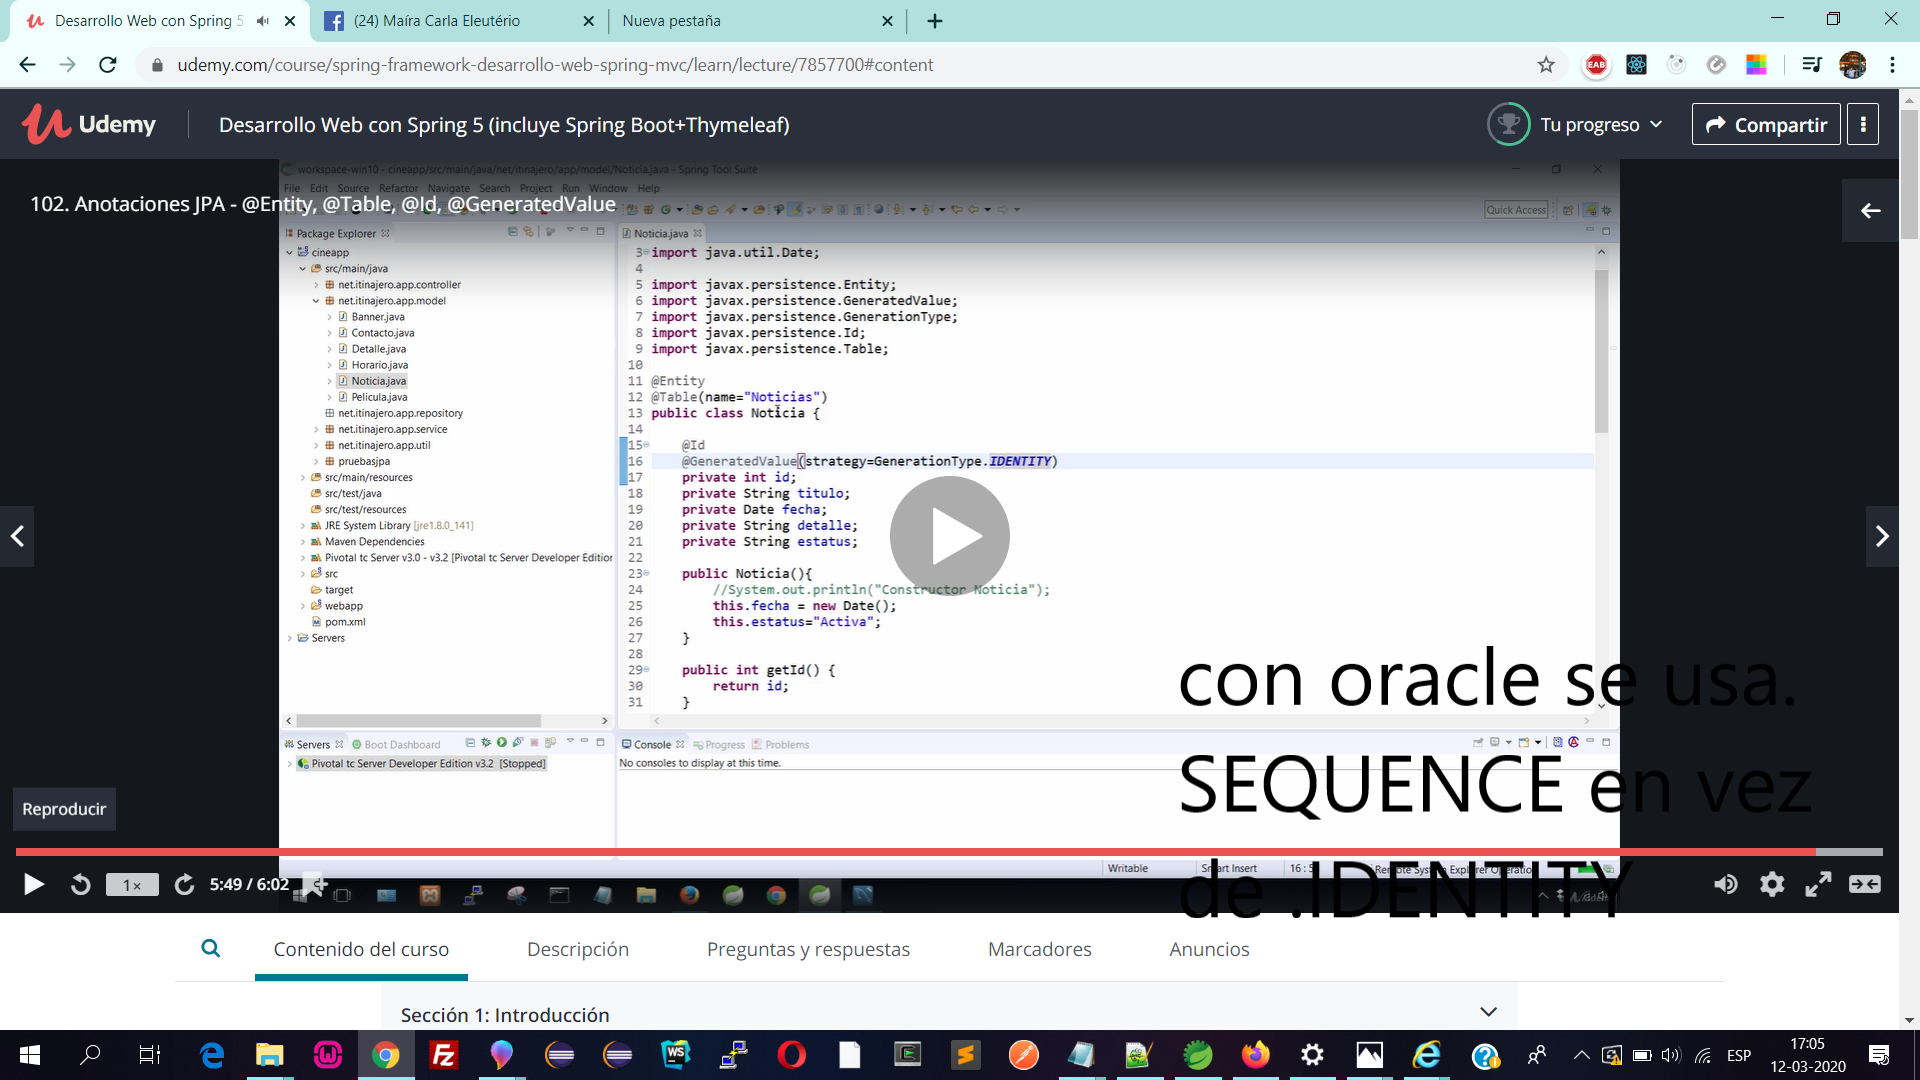 Desarrollo Web con Spring 5
(24) Maíra Carla Eleutério
Nueva pestaña
udemy.com/course/spring-framework-desarrollo-web-spring-mvc/learn/lecture/7857700#content
EAB
Udemy
Desarrollo Web con Spring 5 (incluye Spring Boot+Thymeleaf)
Tu progreso
Compartir
workspace-win10 - cineapp/src/main/java/net/itinajero/app/model/Noticia.java - Spring Tool Suite
File Edit Source Refactor Navigate Search Project Run Window Help
102. Anotaciones JPA - @Entity, @Table, @Id, @GeneratedValue
Quick Access
Package Explorer
cineapp
src/main/java
net.itinajero.app.controller
net.itinajero.app.model
Banner.java
Contacto.java
Detalle.java
Horario.java
Noticia.java
Pelicula.java
net.itinajero.app.repository
net.itinajero.app.service
net.itinajero.app.util
pruebasjpa
src/main/resources
src/test/java
src/test/resources
JRE System Library [jre1.8.0_141]
Maven Dependencies
Pivotal tc Server v3.0 - v3.2 [Pivotal tc Server Developer Edition
src
target
webapp
pom.xml
Servers
Noticia.java
3 import java.util.Date;
4
5 import javax.persistence.Entity;
6 import javax.persistence.GeneratedValue;
7 import javax.persistence.GenerationType;
8 import javax.persistence.Id;
9 import javax.persistence.Table;
10
11 @Entity
12 @Table(name="Noticias")
13 public class Noticia {
14
15 @Id
16 @GeneratedValue(strategy=GenerationType.IDENTITY)
17 private int id;
18 private String titulo;
19 private Date fecha;
20 private String detalle;
21 private String estatus;
22
23 public Noticia(){
24 //System.out.println("Constructor Noticia");
25 this.fecha = new Date();
26 this.estatus="Activa";
27 }
28
29 public int getId() {
30 return id;
31 }
con oracle se usa.
SEQUENCE en vez
de .IDENTITY
Servers Boot Dashboard
Pivotal tc Server Developer Edition v3.2 [Stopped]
Console Progress Problems
No consoles to display at this time.
Writable Smart Insert 16 : 5
Reproducir
1×
5:49 / 6:02
Contenido del curso
Descripción
Preguntas y respuestas
Marcadores
Anuncios
Sección 1: Introducción
WS
ESP
17:05
12-03-2020